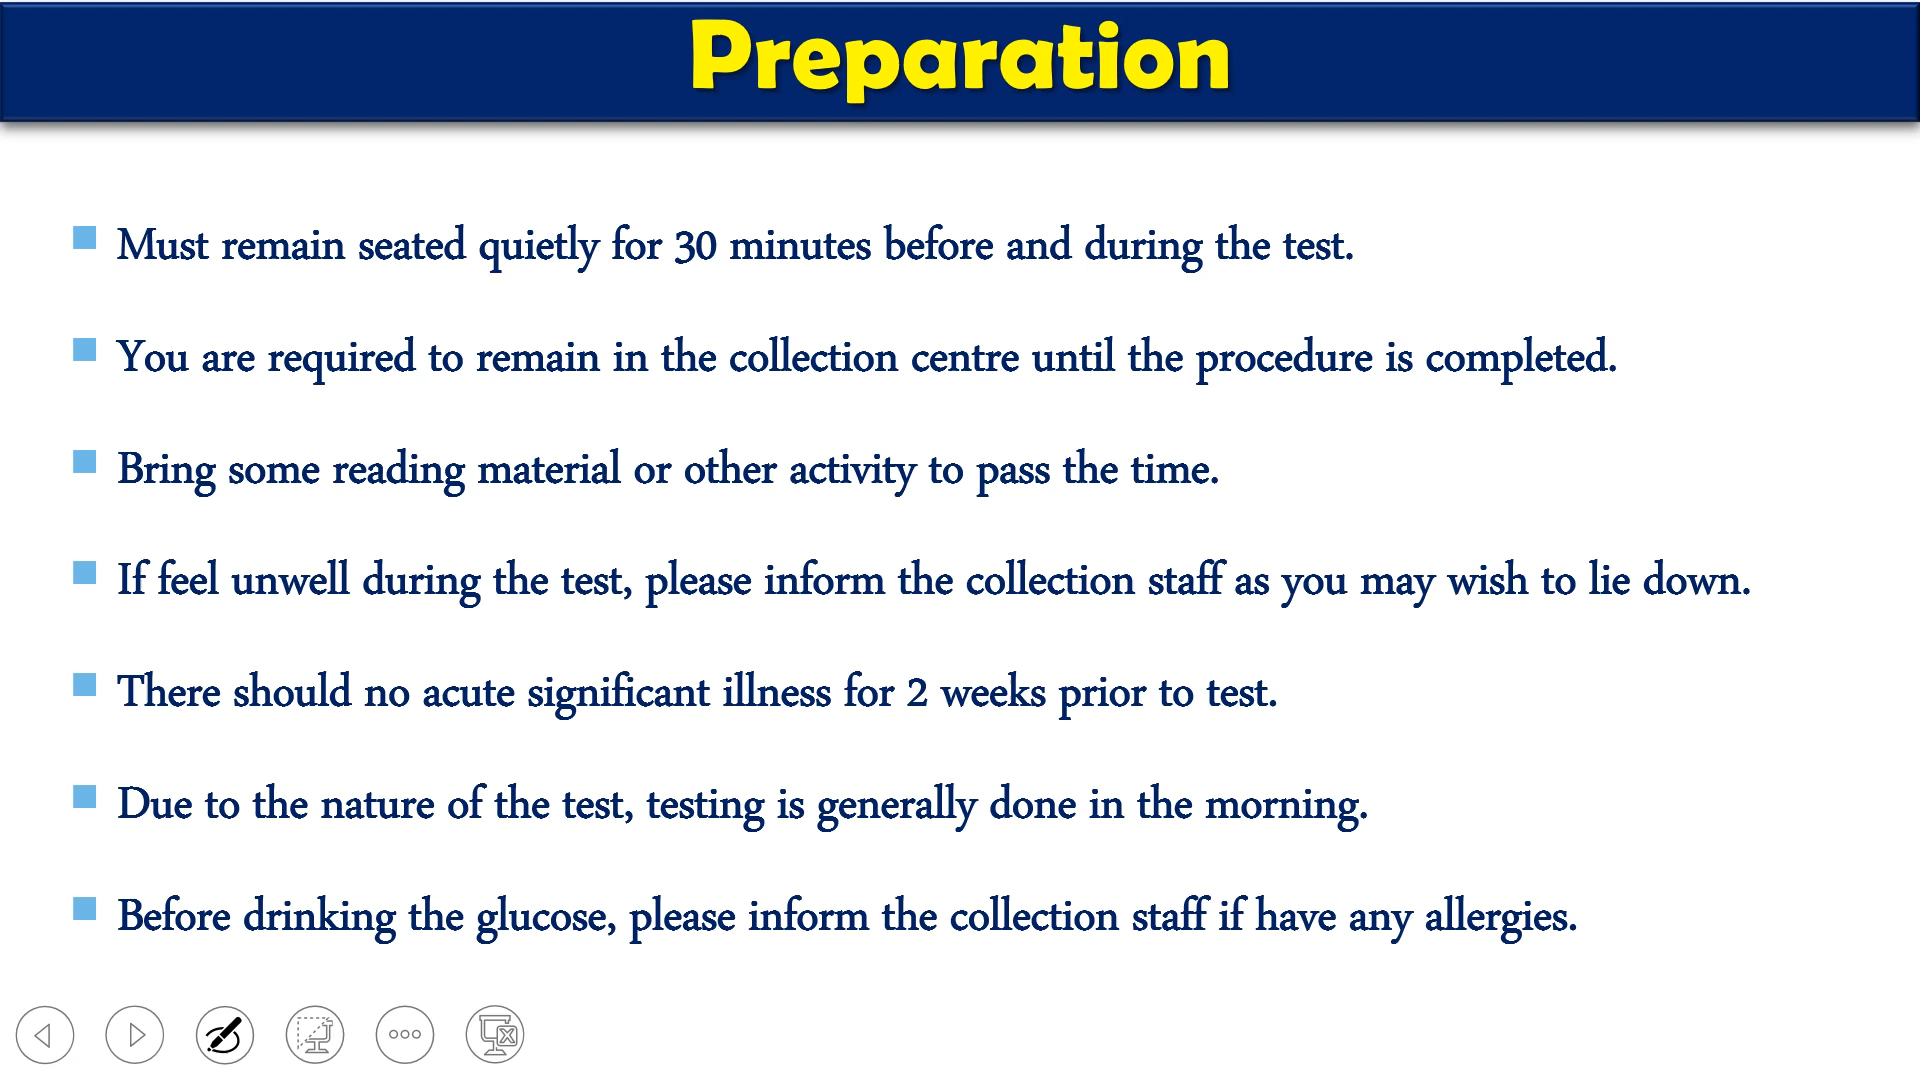 Preparation
Must remain seated quietly for 30 minutes before and during the test.
You are required to remain in the collection centre until the procedure is completed.
Bring some reading material or other activity to pass the time.
If feel unwell during the test, please inform the collection staff as you may wish to lie down.
There should no acute significant illness for 2 weeks prior to test.
Due to the nature of the test, testing is generally done in the morning.
Before drinking the glucose, please inform the collection staff if have any allergies.